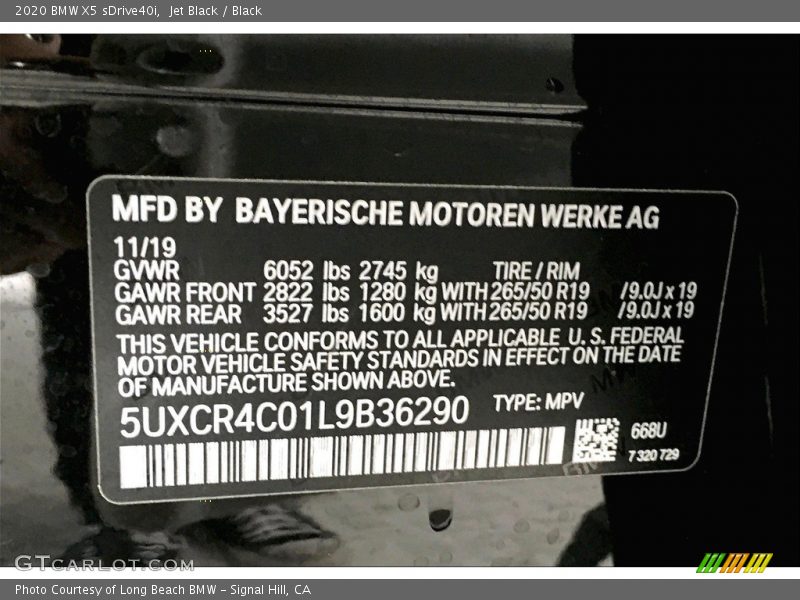 2020 BMW X5 sDrive40i, Jet Black / Black
MFD BY BAYERISCHE MOTOREN WERKE AG
11/19
GVWR 6052 lbs 2745 kg TIRE / RIM
GAWR FRONT 2822 lbs 1280 kg WITH 265/50 R19 /9.0J x 19
GAWR REAR 3527 lbs 1600 kg WITH 265/50 R19 /9.0J x 19
THIS VEHICLE CONFORMS TO ALL APPLICABLE U. S. FEDERAL
MOTOR VEHICLE SAFETY STANDARDS IN EFFECT ON THE DATE
OF MANUFACTURE SHOWN ABOVE.
5UXCR4C01L9B36290 TYPE: MPV
668U
7 320 729
GTCARLOT.COM
Photo Courtesy of Long Beach BMW – Signal Hill, CA